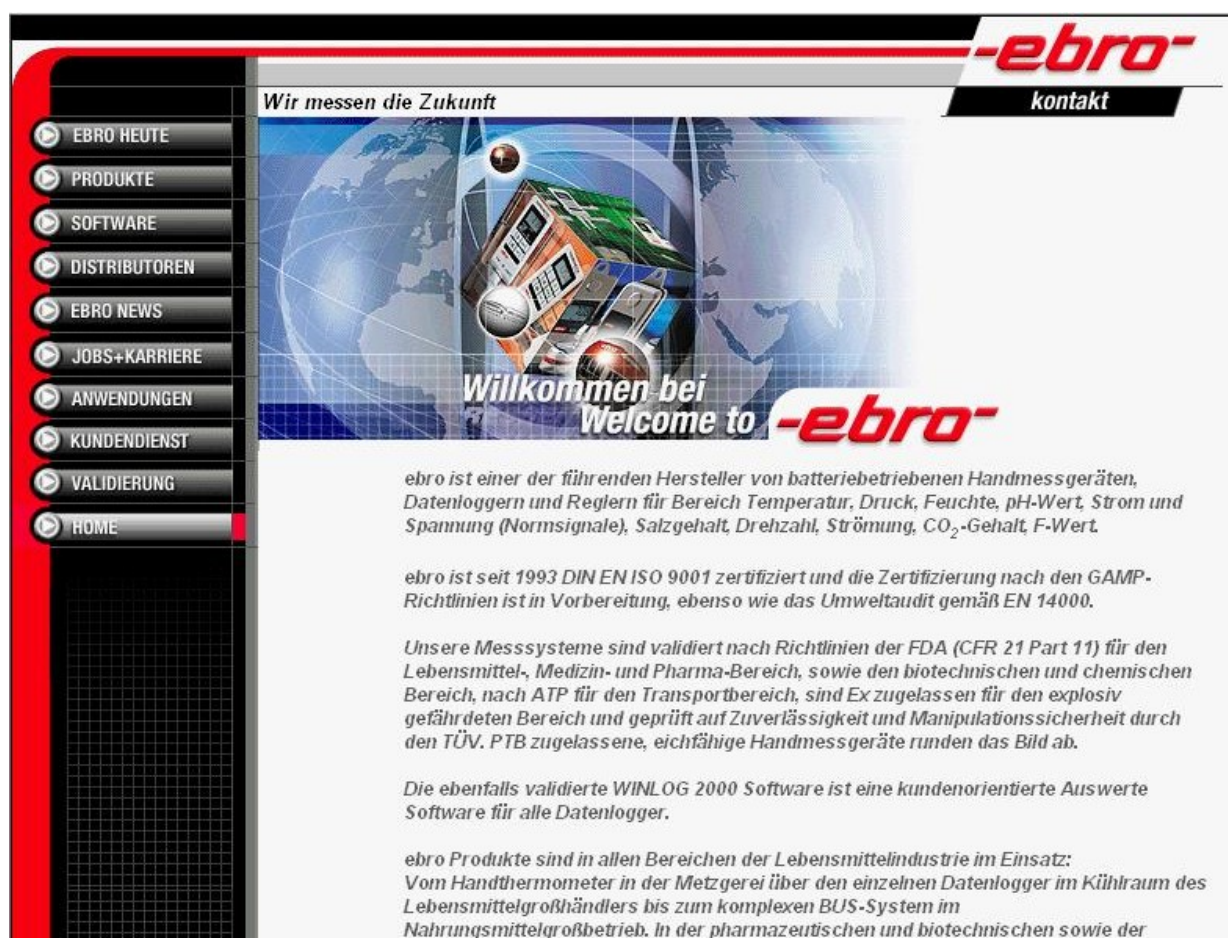 -ebro-
Wir messen die Zukunft
kontakt
EBRO HEUTE
PRODUKTE
SOFTWARE
DISTRIBUTOREN
EBRO NEWS
JOBS+KARRIERE
ANWENDUNGEN
KUNDENDIENST
VALIDIERUNG
HOME
Willkommen bei
Welcome to -ebro-
ebro ist einer der führenden Hersteller von batteriebetriebenen Handmessgeräten,
Datenloggern und Reglern für Bereich Temperatur, Druck, Feuchte, pH-Wert, Strom und
Spannung (Normsignale), Salzgehalt, Drehzahl, Strömung, CO₂-Gehalt, F-Wert.
ebro ist seit 1993 DIN EN ISO 9001 zertifiziert und die Zertifizierung nach den GAMP-
Richtlinien ist in Vorbereitung, ebenso wie das Umweltaudit gemäß EN 14000.
Unsere Messsysteme sind validiert nach Richtlinien der FDA (CFR 21 Part 11) für den
Lebensmittel-, Medizin- und Pharma-Bereich, sowie den biotechnischen und chemischen
Bereich, nach ATP für den Transportbereich, sind Ex zugelassen für den explosiv
gefährdeten Bereich und geprüft auf Zuverlässigkeit und Manipulationssicherheit durch
den TÜV. PTB zugelassene, eichfähige Handmessgeräte runden das Bild ab.
Die ebenfalls validierte WINLOG 2000 Software ist eine kundenorientierte Auswerte
Software für alle Datenlogger.
ebro Produkte sind in allen Bereichen der Lebensmittelindustrie im Einsatz:
Vom Handthermometer in der Metzgerei über den einzelnen Datenlogger im Kühlraum des
Lebensmittelgroßhändlers bis zum komplexen BUS-System im
Nahrungsmittelgroßbetrieb. In der pharmazeutischen und biotechnischen sowie der